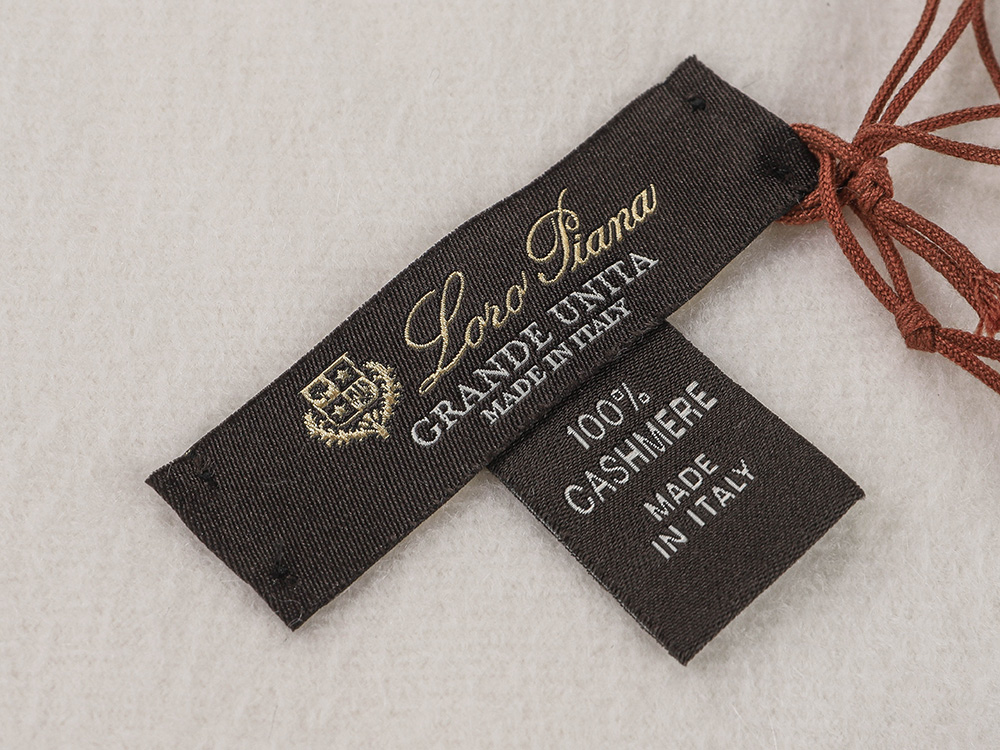 Loro Piana
GRANDE UNITA
MADE IN ITALY
100%
CASHMERE
MADE
IN ITALY